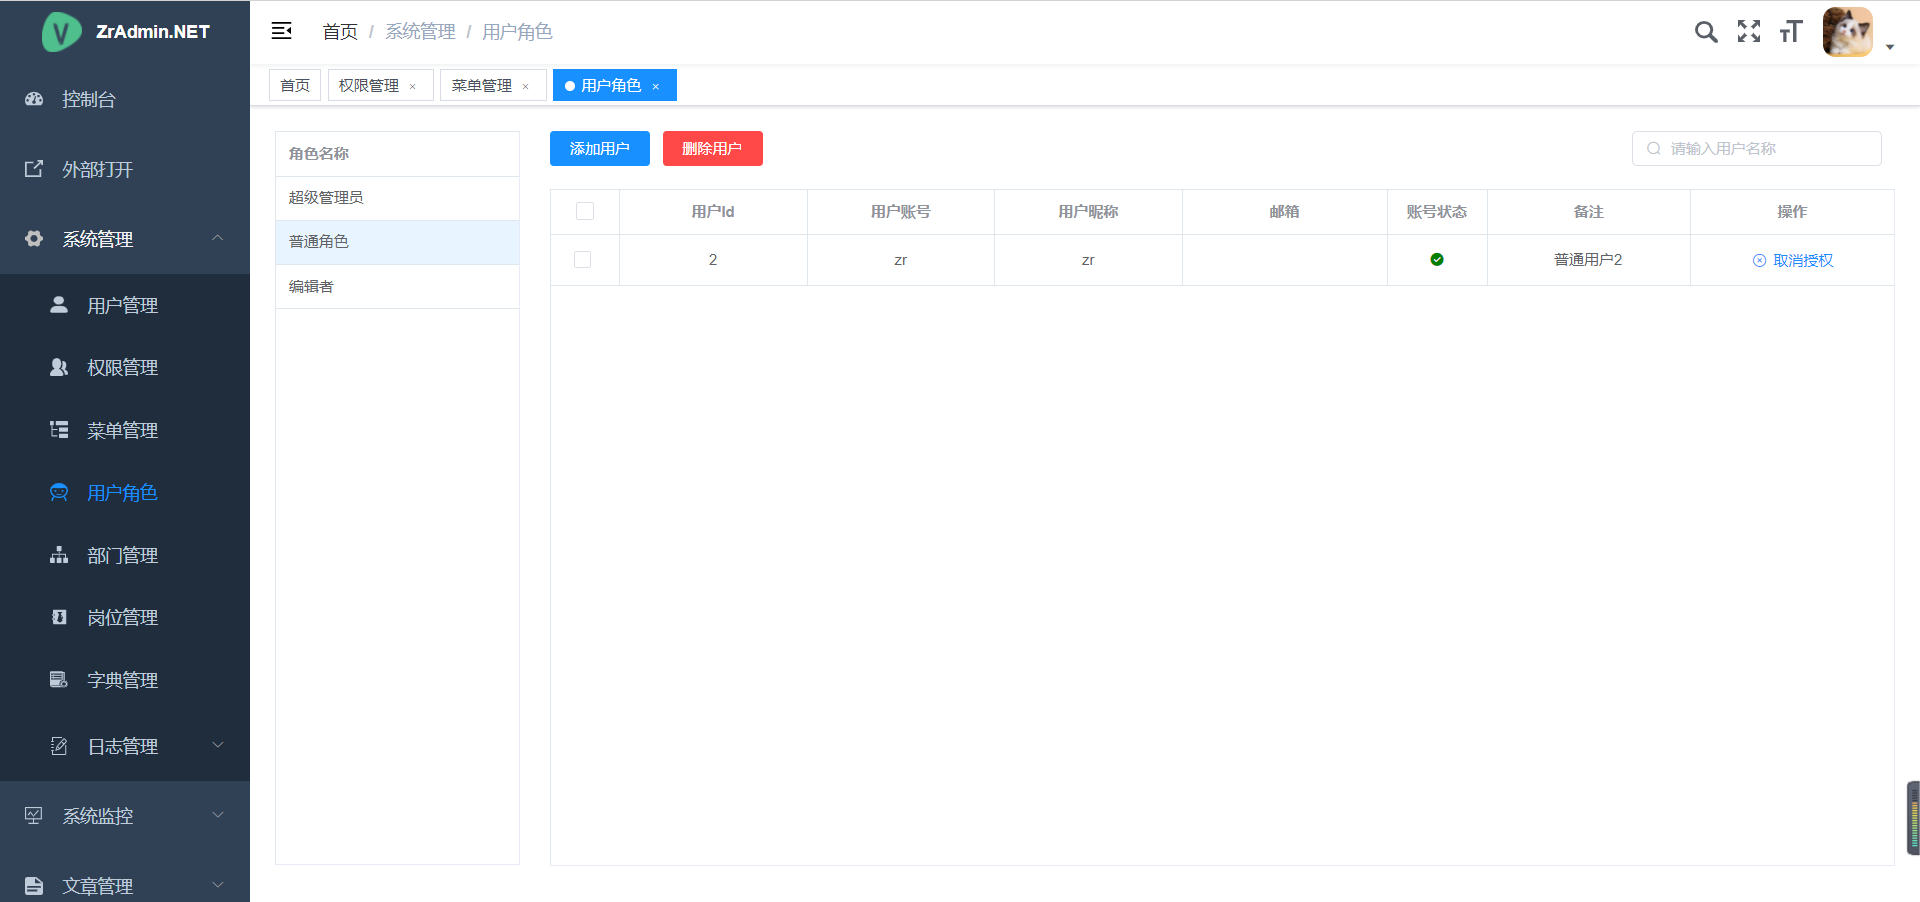 ZrAdmin.NET
控制台
外部打开
系统管理
用户管理
权限管理
菜单管理
用户角色
部门管理
岗位管理
字典管理
日志管理
系统监控
文章管理
首页 / 系统管理 / 用户角色
首页 权限管理 × 菜单管理 × 用户角色 ×
角色名称
超级管理员
普通角色
编辑者
添加用户 删除用户 请输入用户名称
用户Id 用户账号 用户昵称 邮箱 账号状态 备注 操作
2 zr zr 普通用户2 取消授权